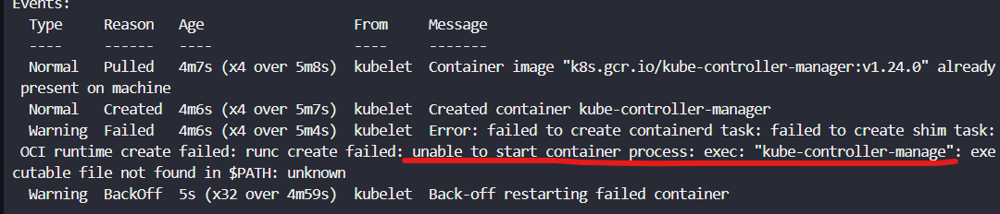 Events:
Type Reason Age From Message
---- ------ ---- ---- -------
Normal Pulled 4m7s (x4 over 5m8s) kubelet Container image "k8s.gcr.io/kube-controller-manager:v1.24.0" already
present on machine
Normal Created 4m6s (x4 over 5m7s) kubelet Created container kube-controller-manager
Warning Failed 4m6s (x4 over 5m4s) kubelet Error: failed to create containerd task: failed to create shim task:
OCI runtime create failed: runc create failed: unable to start container process: exec: "kube-controller-manage": exe
cutable file not found in $PATH: unknown
Warning BackOff 5s (x32 over 4m59s) kubelet Back-off restarting failed container